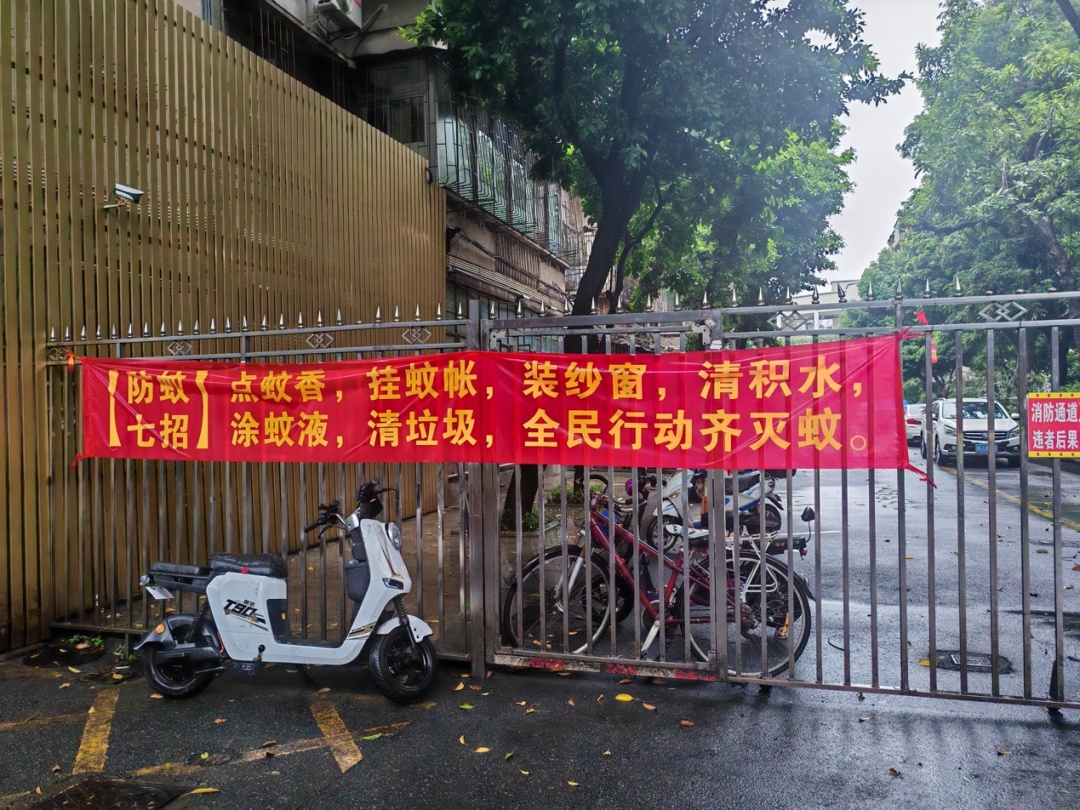 【防蚊】点蚊香，挂蚊帐，装纱窗，清积水，
【七招】涂蚊液，清垃圾，全民行动齐灭蚊。
消防通道
违者后果
T90